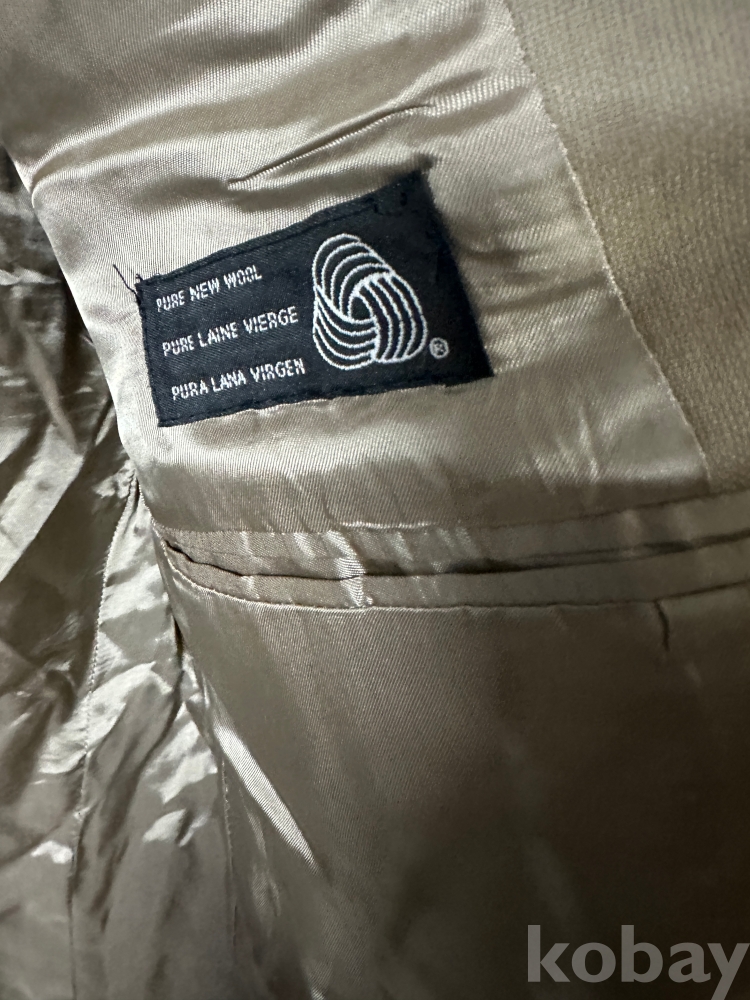 PURE NEW WOOL
PURE LAINE VIERGE
PURA LANA VIRGEN
®
kobay